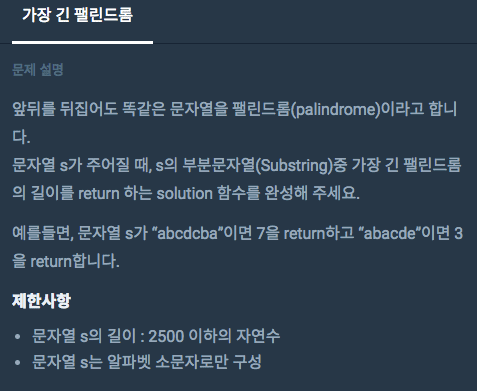 가장 긴 팰린드롬
문제 설명
앞뒤를 뒤집어도 똑같은 문자열을 팰린드롬(palindrome)이라고 합니
다.
문자열 s가 주어질 때, s의 부분문자열(Substring)중 가장 긴 팰린드롬
의 길이를 return 하는 solution 함수를 완성해 주세요.
예를들면, 문자열 s가 “abcdcba”이면 7을 return하고 “abacde”이면 3
을 return합니다.
제한사항
• 문자열 s의 길이 : 2500 이하의 자연수
• 문자열 s는 알파벳 소문자로만 구성